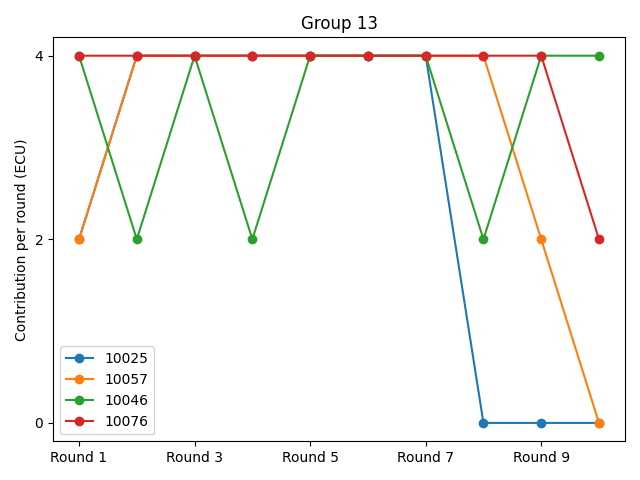 Group 13
Contribution per round (ECU)
4
2
0
10025
10057
10046
10076
Round 1
Round 3
Round 5
Round 7
Round 9